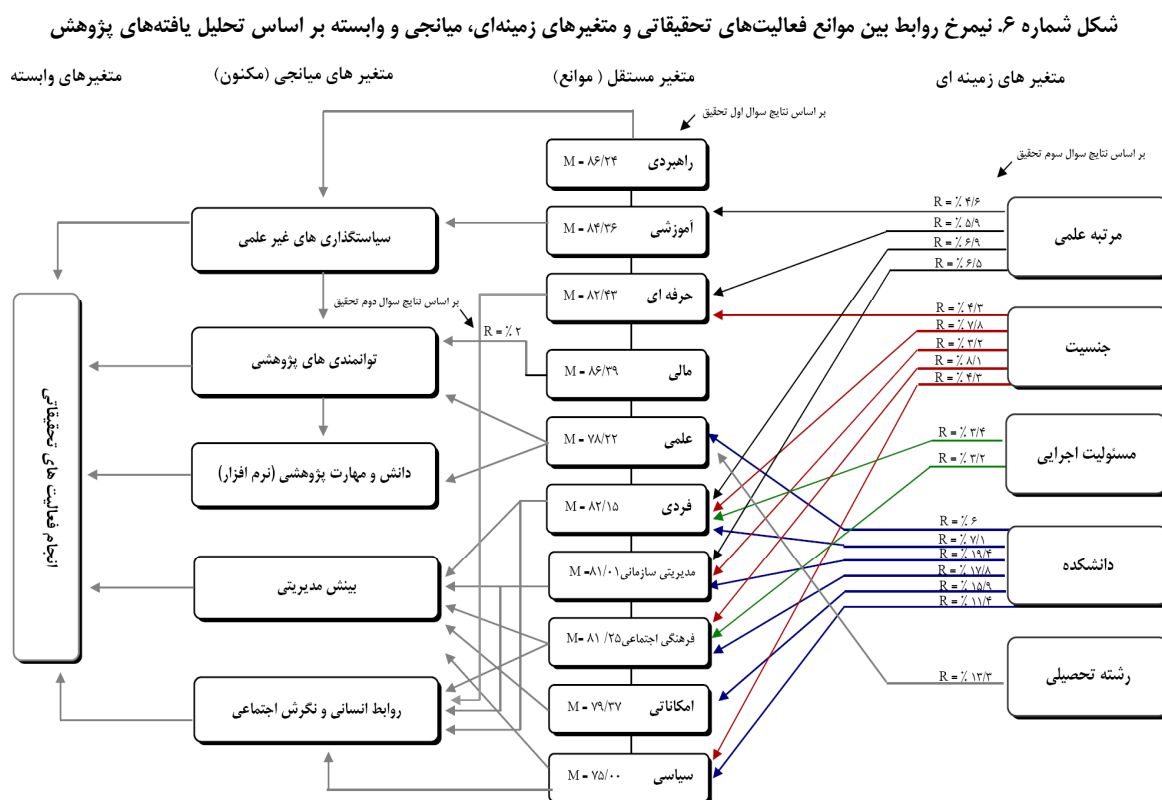 شکل شماره ۶. نیمرخ روابط بین موانع فعالیت‌های تحقیقاتی و متغیرهای زمینه‌ای، میانجی و وابسته بر اساس تحلیل یافته‌های پژوهش
متغیر های زمینه ای
متغیر مستقل ( موانع)
متغیر های میانجی (مکنون)
متغیرهای وابسته
بر اساس نتایج سوال اول تحقیق
بر اساس نتایج سوال سوم تحقیق
بر اساس نتایج سوال دوم تحقیق
مرتبه علمی
R = ٪ ۴/۶
R = ٪ ۵/۹
R = ٪ ۶/۹
R = ٪ ۶/۵
جنسیت
R = ٪ ۴/۳
R = ٪ ۷/۸
R = ٪ ۳/۲
R = ٪ ۸/۱
R = ٪ ۴/۳
مسئولیت اجرایی
R = ٪ ۳/۴
R = ٪ ۳/۲
دانشکده
R = ٪ ۶
R = ٪ ۷/۱
R = ٪ ۱۹/۴
R = ٪ ۱۷/۸
R = ٪ ۱۵/۹
R = ٪ ۱۱/۴
رشته تحصیلی
R = ٪ ۱۳/۳
راهبردی M = ۸۶/۲۴
آموزشی M = ۸۴/۳۶
حرفه ای M = ۸۲/۴۳
مالی M = ۸۶/۳۹
علمی M = ۷۸/۲۲
فردی M = ۸۲/۱۵
مدیریتی سازمانی M =۸۱/۰۱
فرهنگی اجتماعی M= ۸۱ /۲۵
امکاناتی M = ۷۹/۳۷
سیاسی M = ۷۵/۰۰
R = ٪ ۲
سیاستگذاری های غیر علمی
توانمندی های پژوهشی
دانش و مهارت پژوهشی (نرم افزار)
بینش مدیریتی
روابط انسانی و نگرش اجتماعی
انجام فعالیت های تحقیقاتی